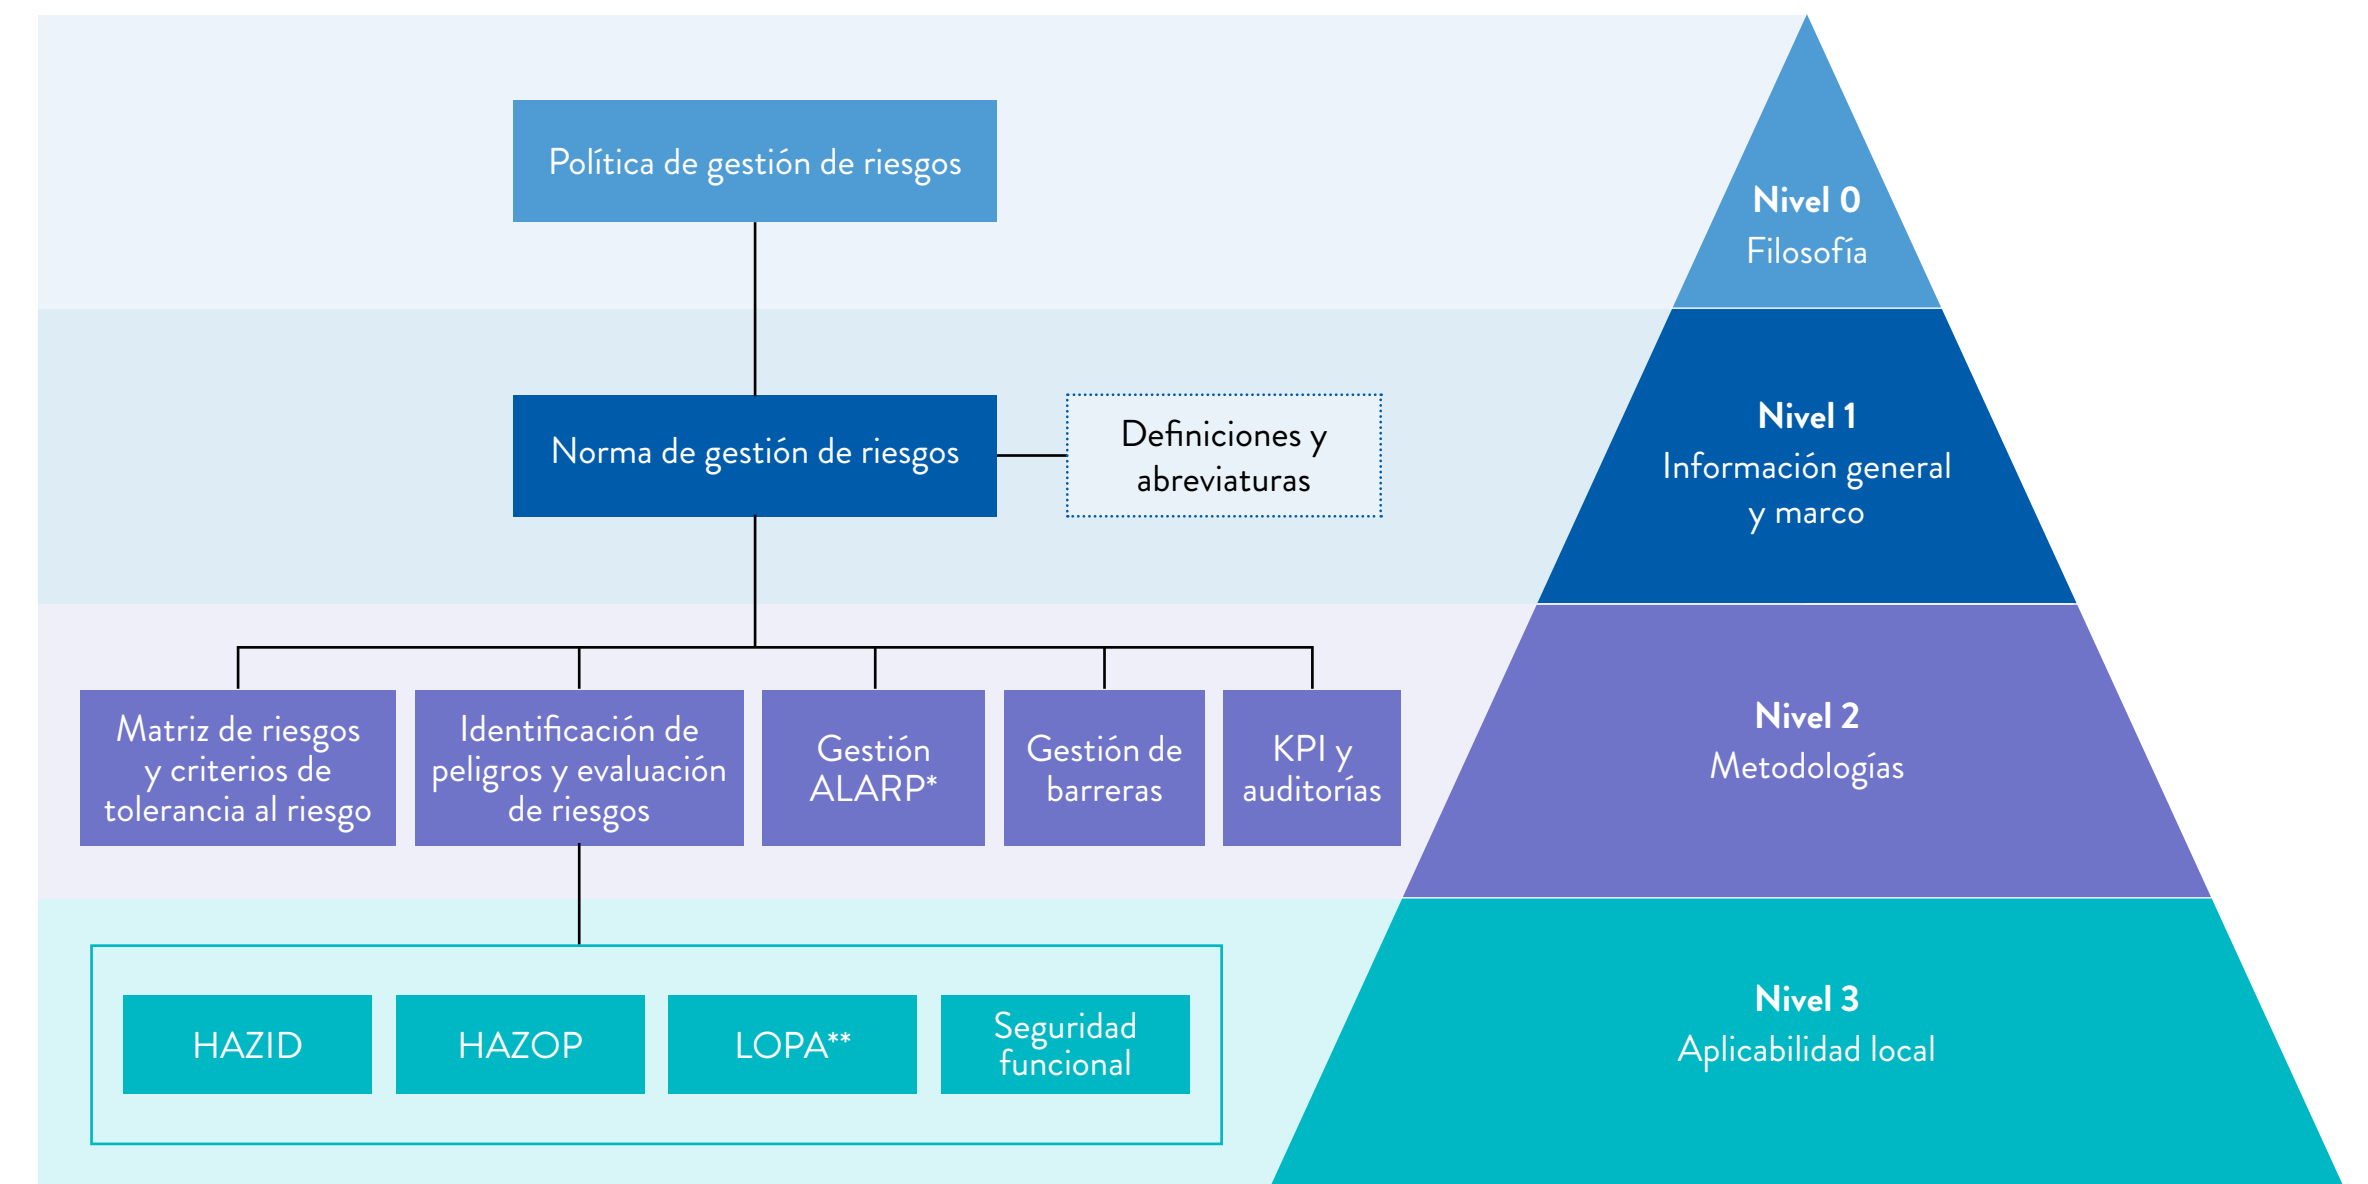 Política de gestión de riesgos
Nivel 0
Filosofía
Norma de gestión de riesgos
Definiciones y
abreviaturas
Nivel 1
Información general
y marco
Matriz de riesgos
y criterios de
tolerancia al riesgo
Identificación de
peligros y evaluación
de riesgos
Gestión
ALARP*
Gestión de
barreras
KPI y
auditorías
Nivel 2
Metodologías
HAZID
HAZOP
LOPA**
Seguridad
funcional
Nivel 3
Aplicabilidad local